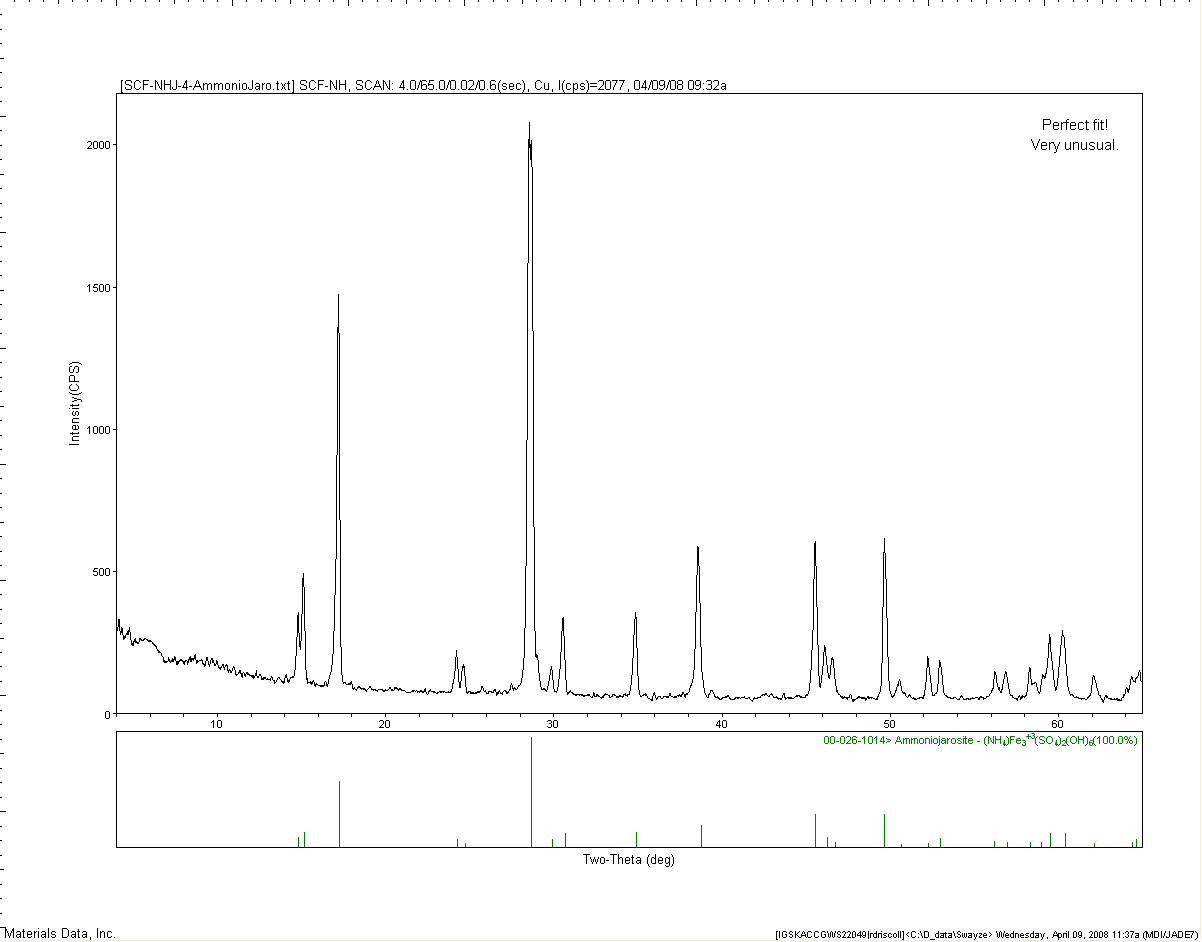 [SCF-NHJ-4-AmmonioJaro.txt] SCF-NH, SCAN: 4.0/65.0/0.02/0.6(sec), Cu, I(cps)=2077, 04/09/08 09:32a
Perfect fit!
Very unusual.
2000
1500
1000
500
0
Intensity(CPS)
10 20 30 40 50 60
00-026-1014> Ammoniojarosite - (NH4)Fe3+3(SO4)2(OH)6(100.0%)
Two-Theta (deg)
Materials Data, Inc.
[IGSKACCGWS22049|rdriscoll]<C:\D_data\Swayze> Wednesday, April 09, 2008 11:37a (MDI/JADE7)